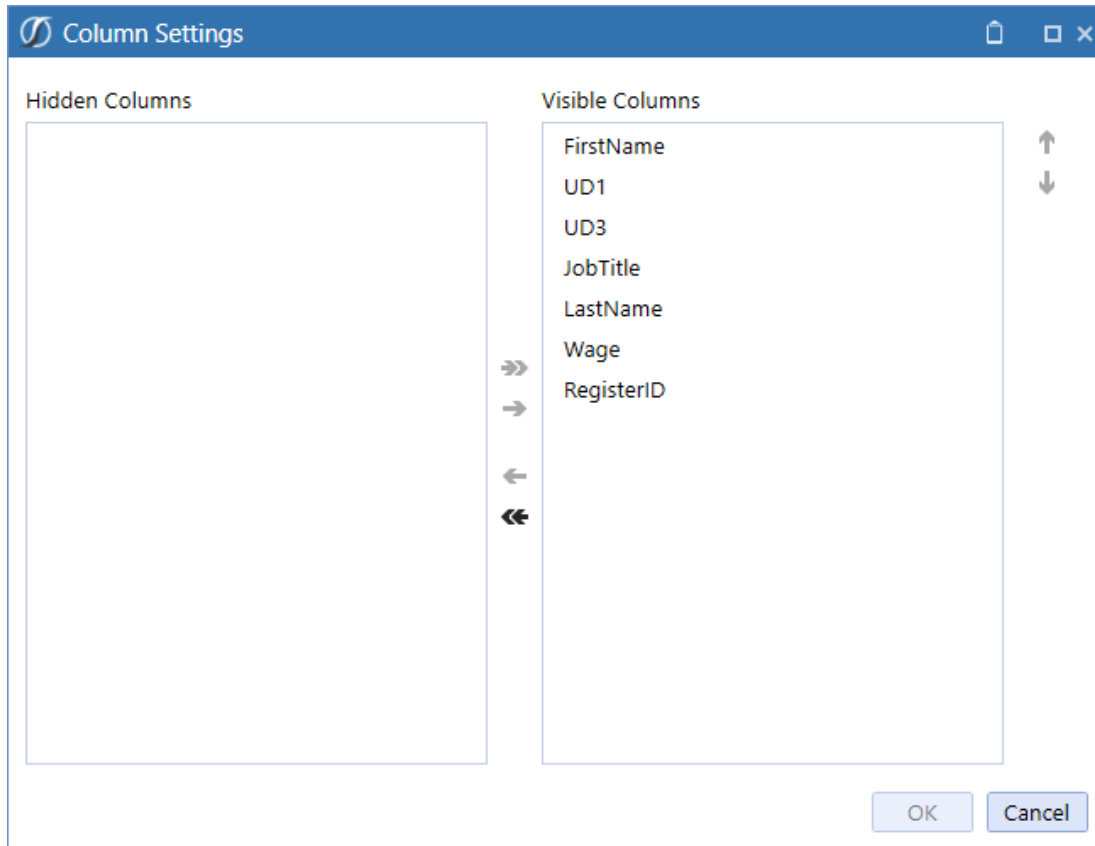 Column Settings
Hidden Columns
Visible Columns
FirstName
UD1
UD3
JobTitle
LastName
Wage
RegisterID
OK
Cancel